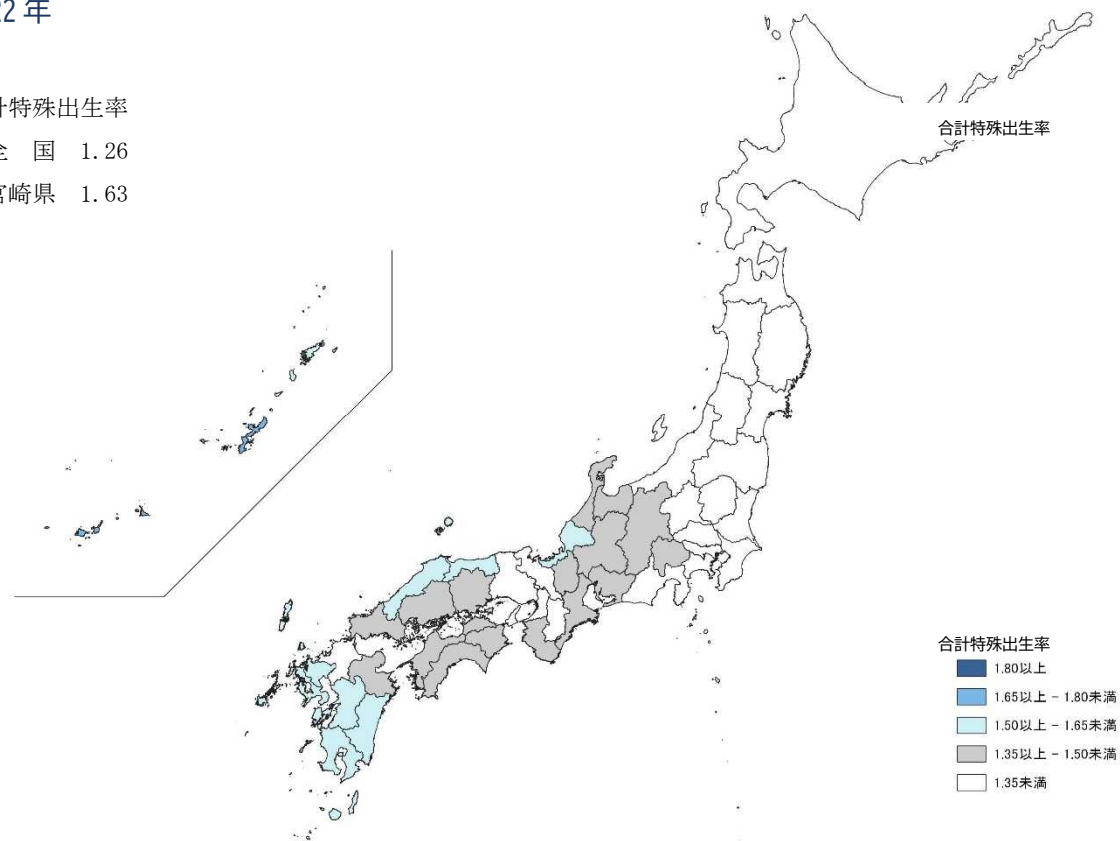 22年
計特殊出生率
全　国　1.26
宮崎県　1.63
合計特殊出生率
合計特殊出生率
1.80以上
1.65以上 − 1.80未満
1.50以上 − 1.65未満
1.35以上 − 1.50未満
1.35未満